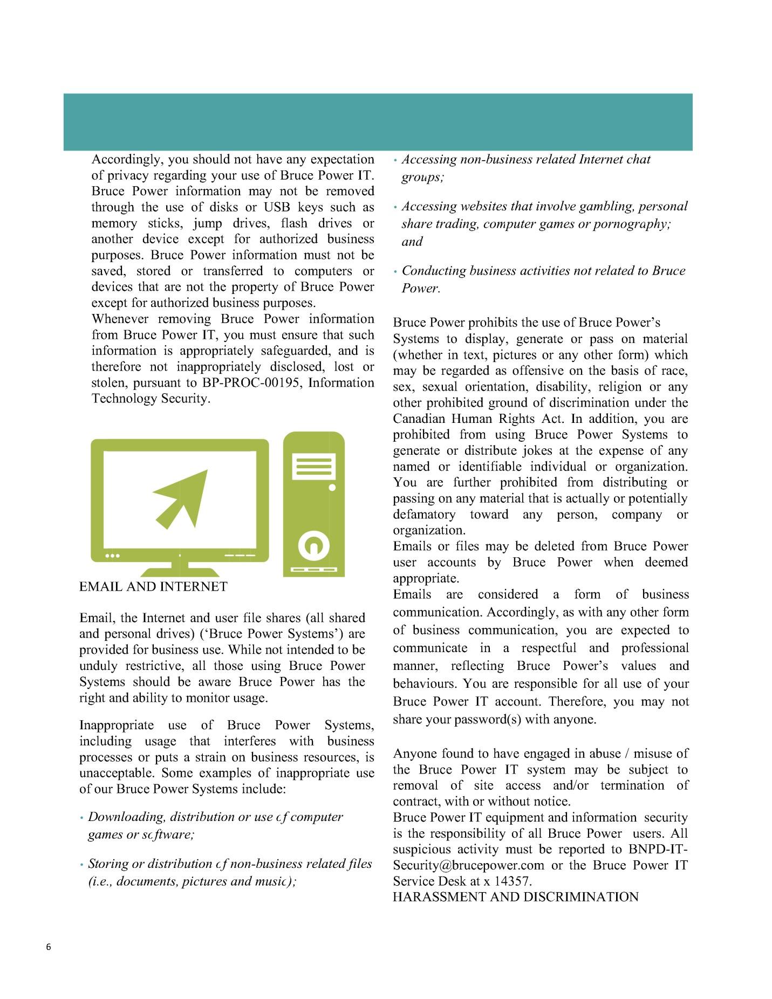 Accordingly, you should not have any expectation
of privacy regarding your use of Bruce Power IT.
Bruce Power information may not be removed
through the use of disks or USB keys such as
memory sticks, jump drives, flash drives or
another device except for authorized business
purposes. Bruce Power information must not be
saved, stored or transferred to computers or
devices that are not the property of Bruce Power
except for authorized business purposes.
Whenever removing Bruce Power information
from Bruce Power IT, you must ensure that such
information is appropriately safeguarded, and is
therefore not inappropriately disclosed, lost or
stolen, pursuant to BP-PROC-00195, Information
Technology Security.
EMAIL AND INTERNET
Email, the Internet and user file shares (all shared
and personal drives) (‘Bruce Power Systems’) are
provided for business use. While not intended to be
unduly restrictive, all those using Bruce Power
Systems should be aware Bruce Power has the
right and ability to monitor usage.
Inappropriate use of Bruce Power Systems,
including usage that interferes with business
processes or puts a strain on business resources, is
unacceptable. Some examples of inappropriate use
of our Bruce Power Systems include:
• Downloading, distribution or use of computer
games or software;
• Storing or distribution of non-business related files
(i.e., documents, pictures and music);
• Accessing non-business related Internet chat
groups;
• Accessing websites that involve gambling, personal
share trading, computer games or pornography;
and
• Conducting business activities not related to Bruce
Power.
Bruce Power prohibits the use of Bruce Power’s
Systems to display, generate or pass on material
(whether in text, pictures or any other form) which
may be regarded as offensive on the basis of race,
sex, sexual orientation, disability, religion or any
other prohibited ground of discrimination under the
Canadian Human Rights Act. In addition, you are
prohibited from using Bruce Power Systems to
generate or distribute jokes at the expense of any
named or identifiable individual or organization.
You are further prohibited from distributing or
passing on any material that is actually or potentially
defamatory toward any person, company or
organization.
Emails or files may be deleted from Bruce Power
user accounts by Bruce Power when deemed
appropriate.
Emails are considered a form of business
communication. Accordingly, as with any other form
of business communication, you are expected to
communicate in a respectful and professional
manner, reflecting Bruce Power’s values and
behaviours. You are responsible for all use of your
Bruce Power IT account. Therefore, you may not
share your password(s) with anyone.
Anyone found to have engaged in abuse / misuse of
the Bruce Power IT system may be subject to
removal of site access and/or termination of
contract, with or without notice.
Bruce Power IT equipment and information security
is the responsibility of all Bruce Power users. All
suspicious activity must be reported to BNPD-IT-
Security@brucepower.com or the Bruce Power IT
Service Desk at x 14357.
HARASSMENT AND DISCRIMINATION
6